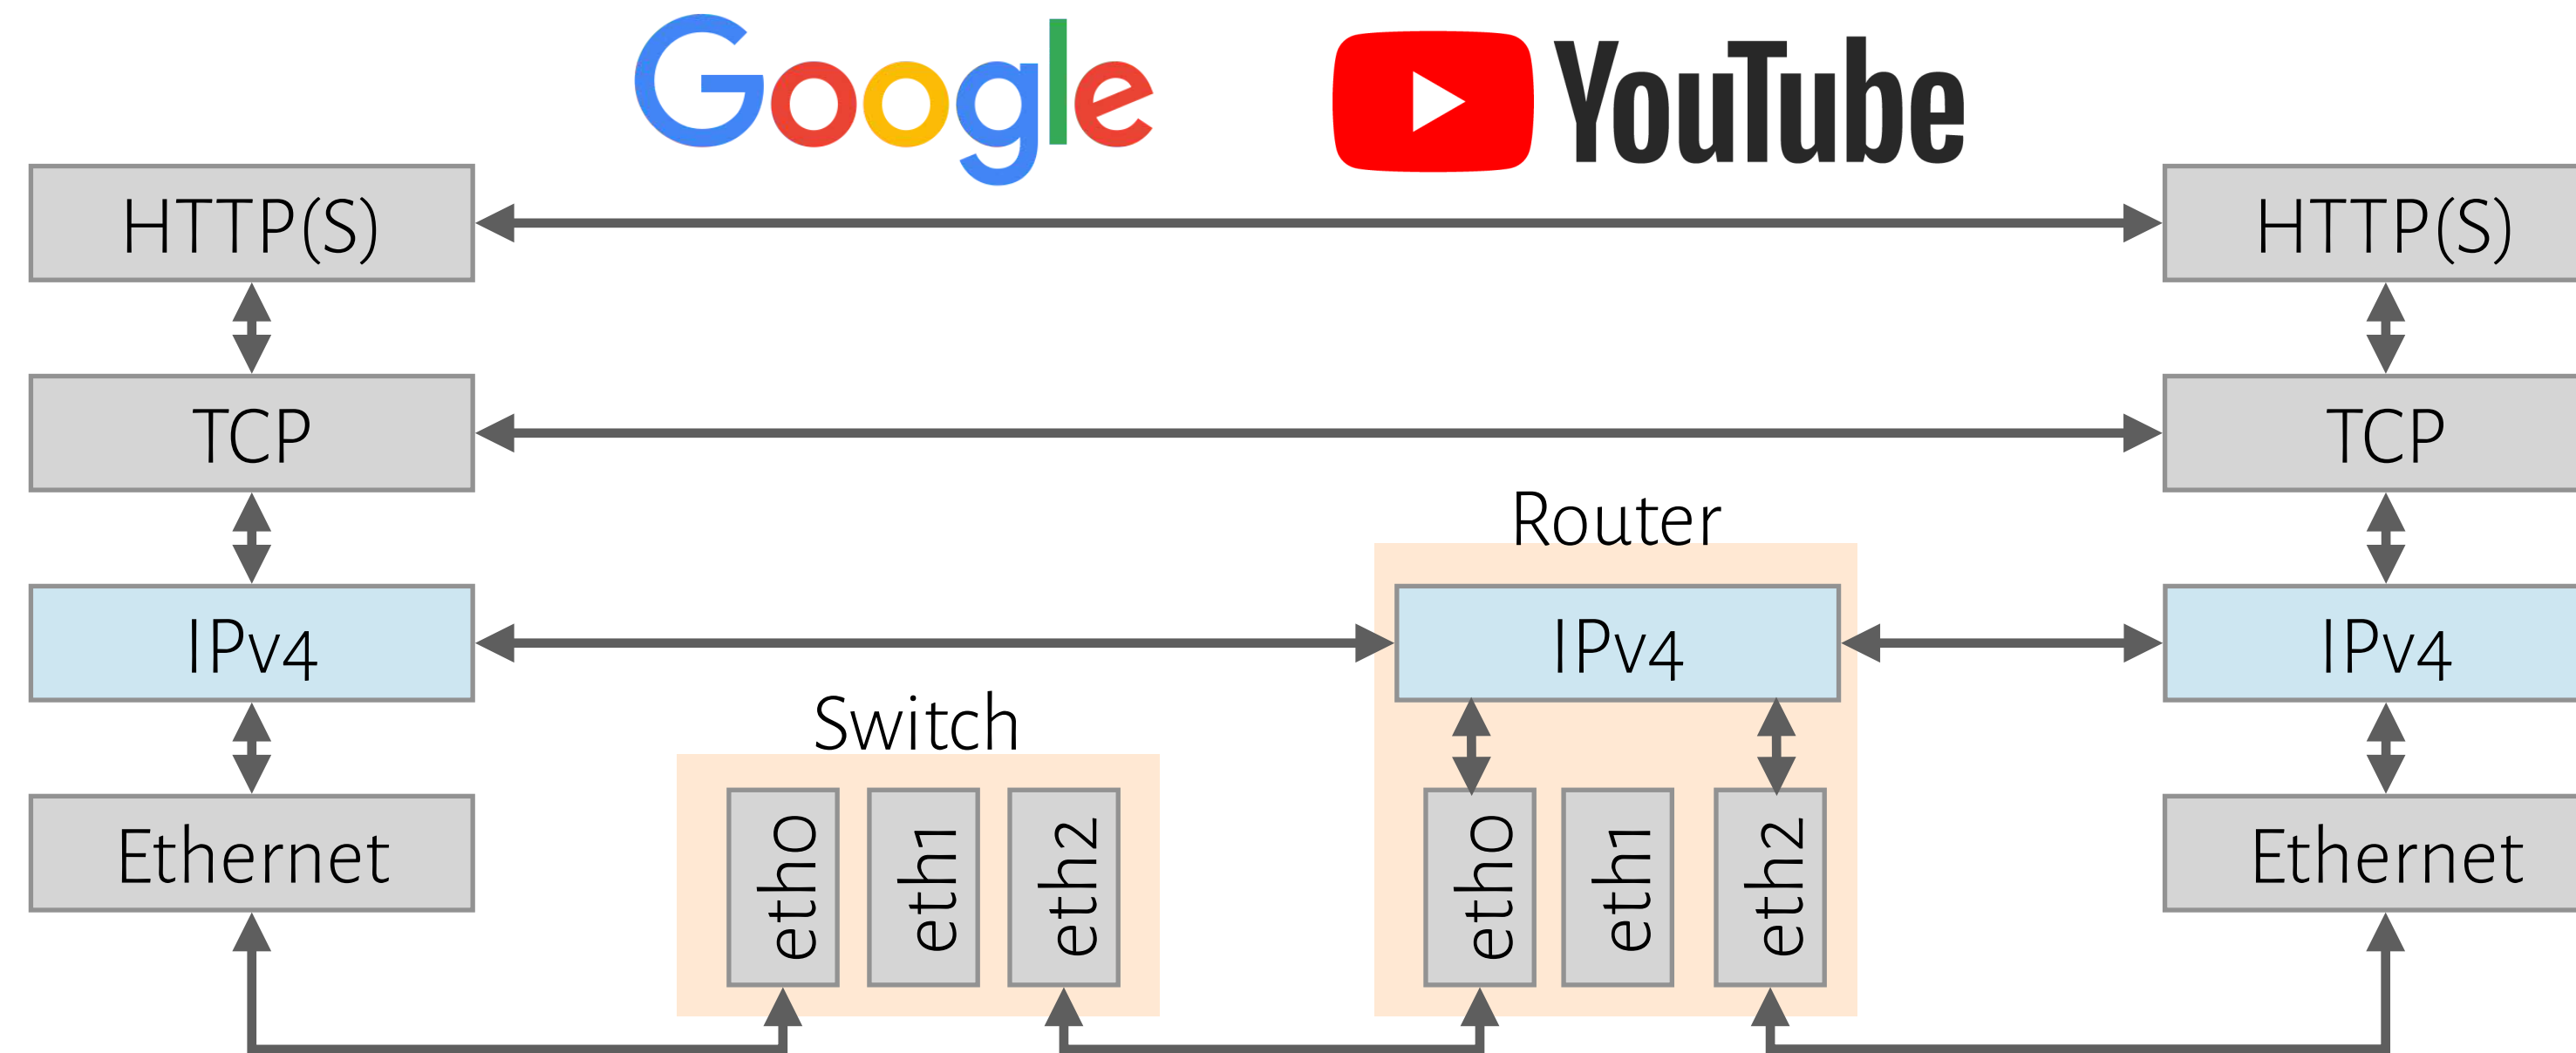 Google YouTube
HTTP(S) HTTP(S)
TCP TCP
Router
IPv4 IPv4 IPv4
Switch
Ethernet eth0 eth1 eth2 eth0 eth1 eth2 Ethernet